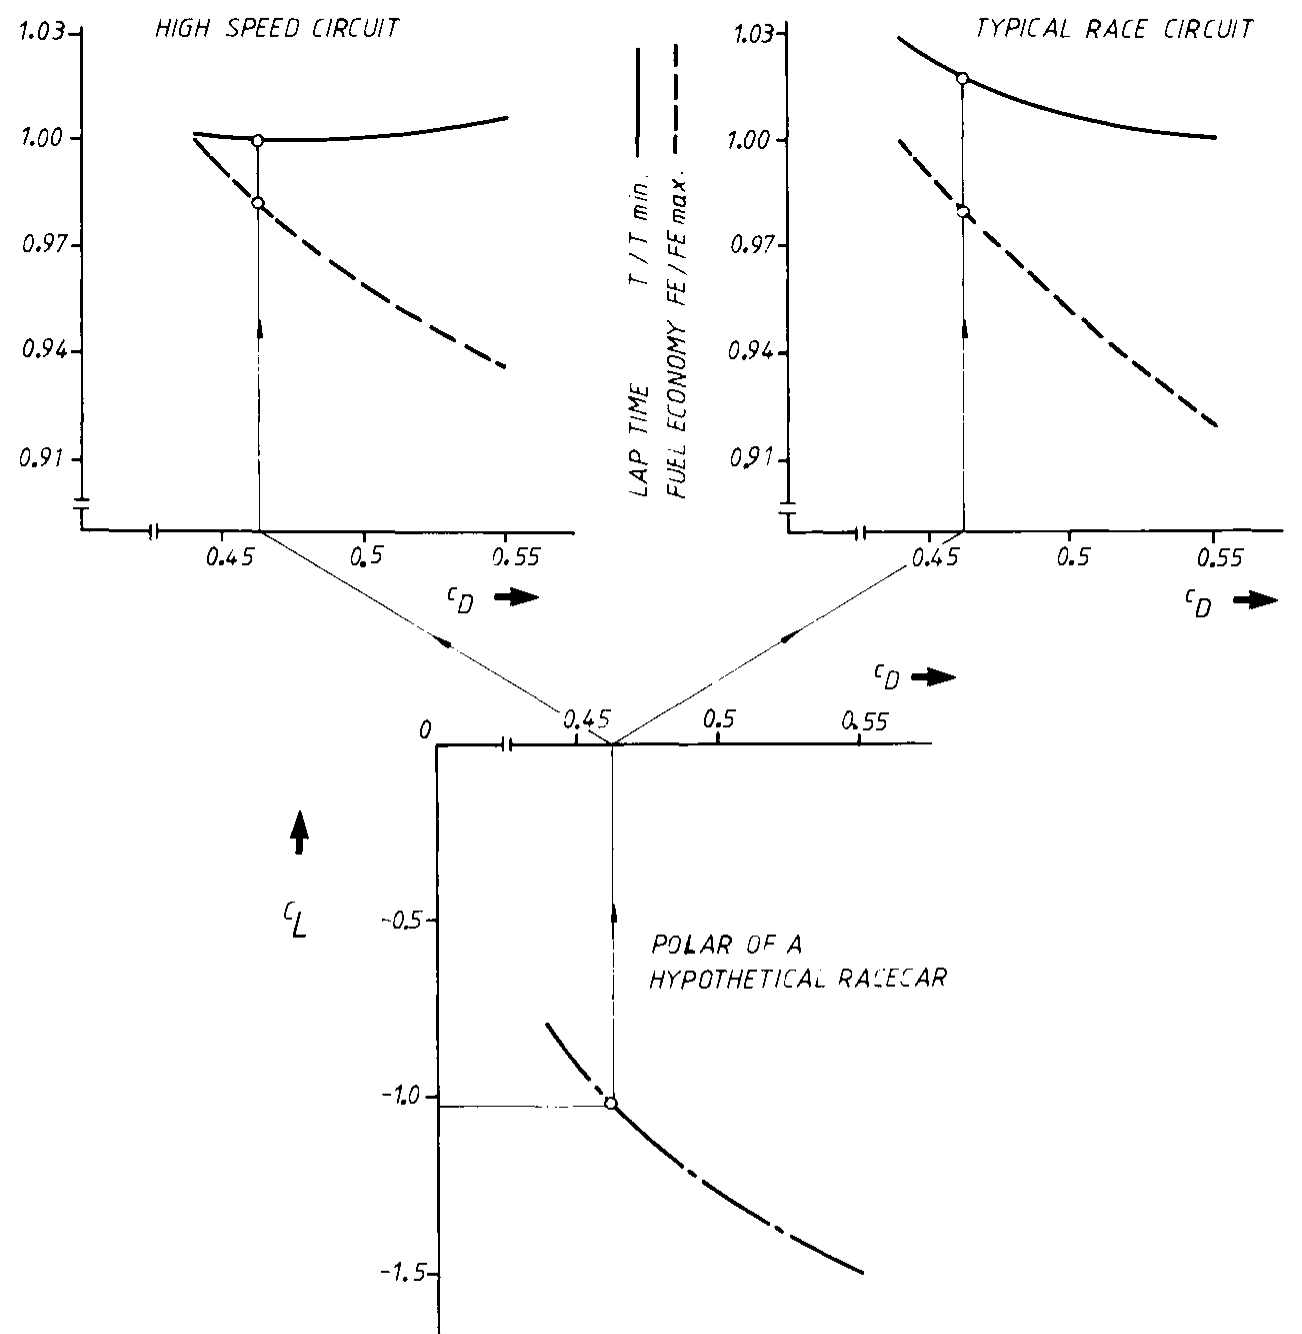 HIGH SPEED CIRCUIT
1.03
1.00
0.97
0.94
0.91
0.45 0.5 0.55
cD
LAP TIME T/T min.
FUEL ECONOMY FE/FE max.
TYPICAL RACE CIRCUIT
1.03
1.00
0.97
0.94
0.91
0.45 0.5 0.55
cD
cD
0 0.45 0.5 0.55
cL
-0.5
-1.0
-1.5
POLAR OF A
HYPOTHETICAL RACECAR